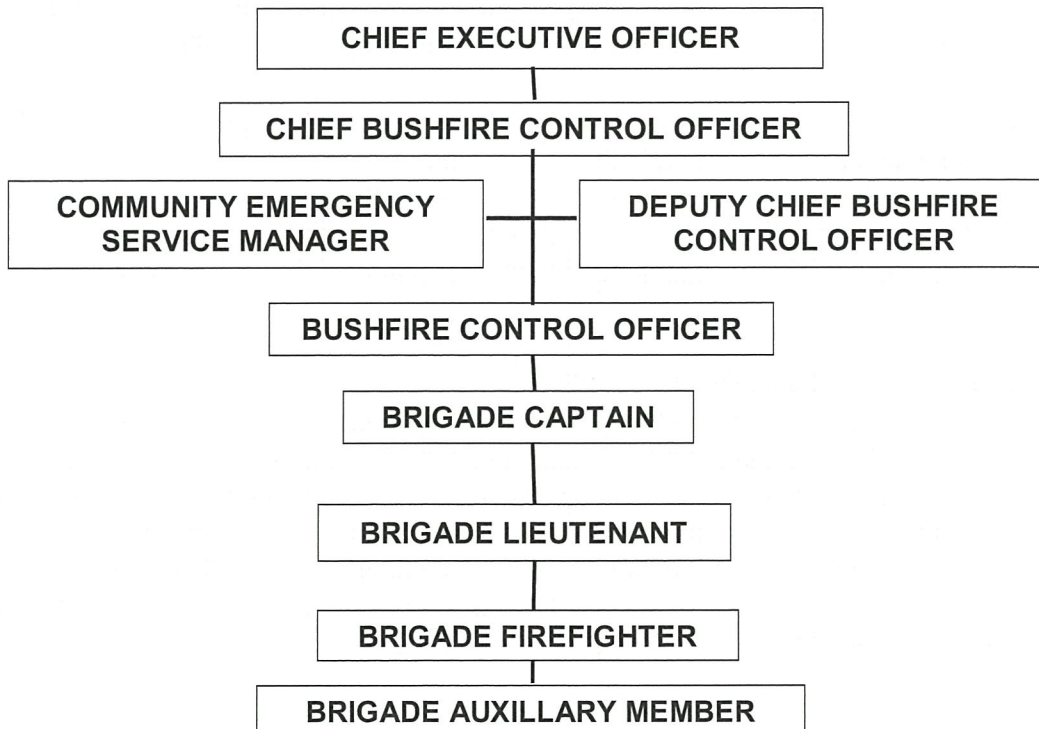 CHIEF EXECUTIVE OFFICER
CHIEF BUSHFIRE CONTROL OFFICER
COMMUNITY EMERGENCY
SERVICE MANAGER
DEPUTY CHIEF BUSHFIRE
CONTROL OFFICER
BUSHFIRE CONTROL OFFICER
BRIGADE CAPTAIN
BRIGADE LIEUTENANT
BRIGADE FIREFIGHTER
BRIGADE AUXILLARY MEMBER